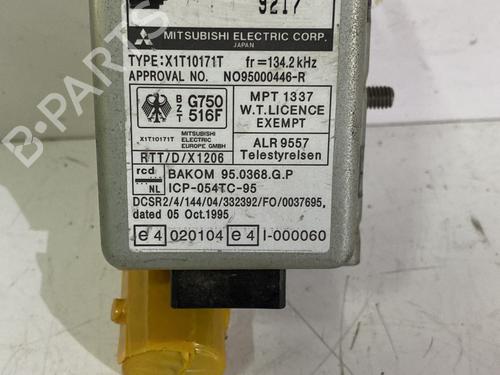 9217
MITSUBISHI ELECTRIC CORP.
JAPAN
TYPE:X1T10171T fr=134.2kHz
APPROVAL NO. NO95000446-R
BZT G750 516F
X1T10171T MITSUBISHI ELECTRIC EUROPE GMBH
RTT/D/X1206
MPT 1337
W.T.LICENCE
EXEMPT
ALR 9557
Telestyrelsen
rcd NL
BAKOM 95.0368.G.P
ICP-054TC-95
DCSR2/4/144/04/332392/FO/0037695,
dated 05 Oct.1995
e4 020104 e4 I-000060
B-PARTS